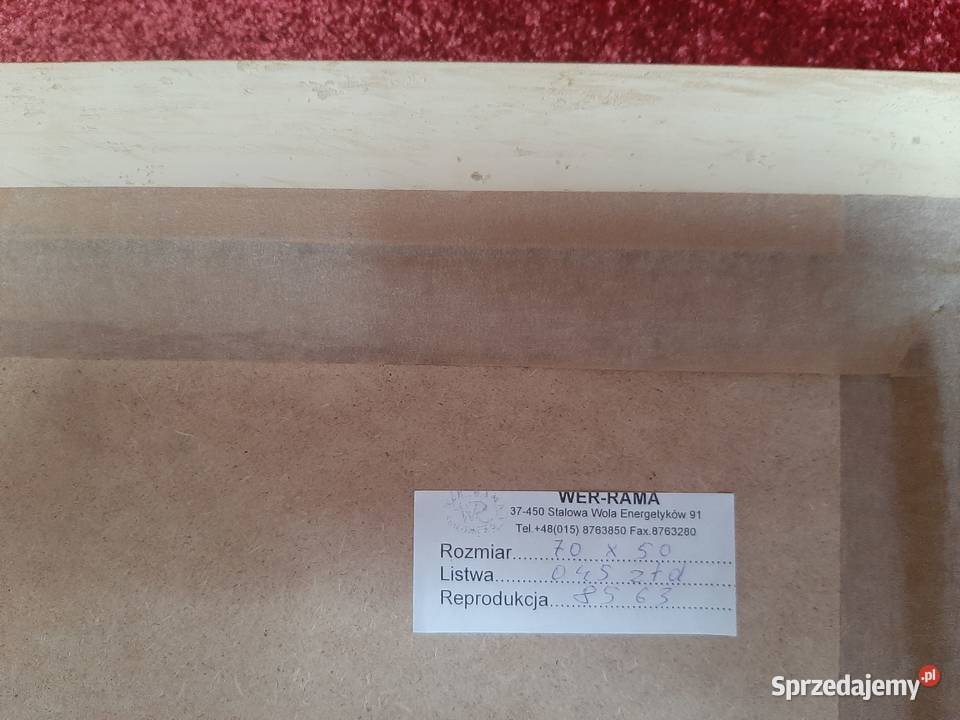 WER-RAMA
37-450 Stalowa Wola Energetyków 91
Tel.+48(015) 8763850 Fax.8763280
Rozmiar....70 x 50
Listwa....045 złd
Reprodukcja....8563
Sprzedajemy.pl